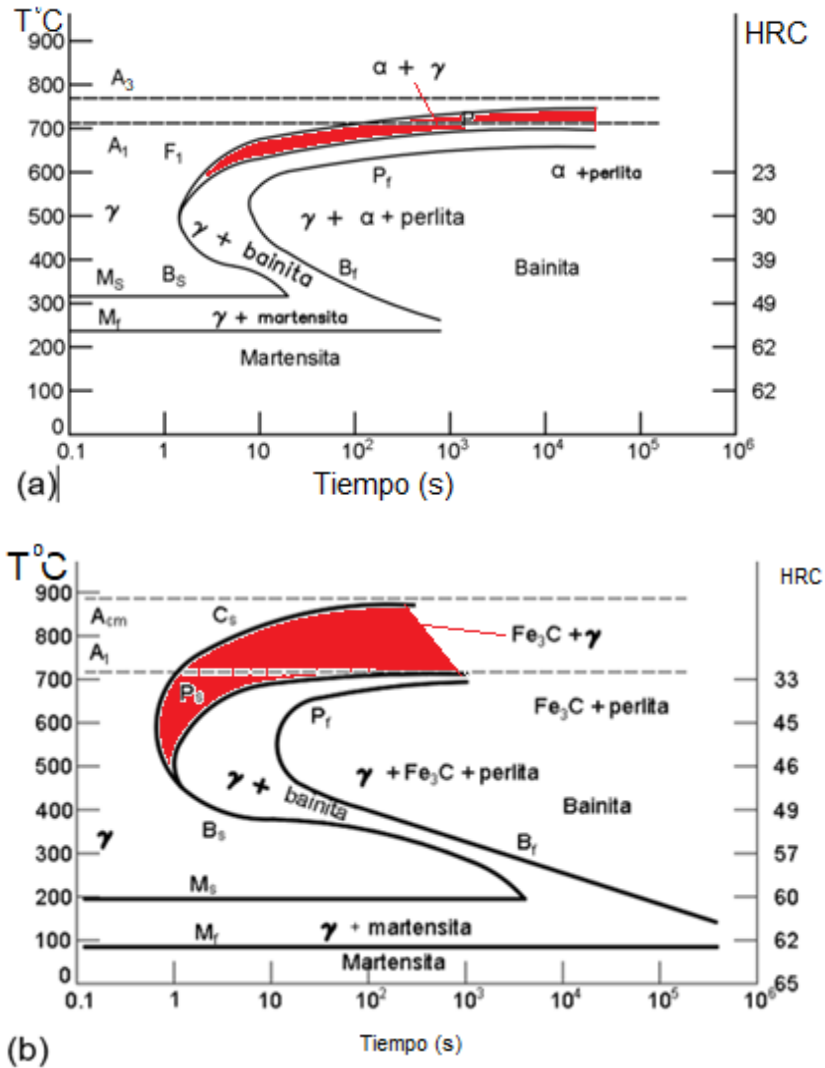 T°C
HRC
900
α + γ
A3
800
700
P
A1
F1
600
Pf
α +perlita
23
γ
500
γ + α + perlita
30
γ + bainita
400
39
Ms
Bs
Bf
Bainita
300
49
Mf
γ + martensita
200
Martensita
62
100
62
0
0.1
1
10
10²
10³
10⁴
10⁵
10⁶
(a)
Tiempo (s)
T°C
HRC
900
Acm
Cs
800
Fe₃C + γ
A1
700
33
Ps
Fe₃C + perlita
600
Pf
45
500
γ + bainita
γ + Fe₃C + perlita
46
400
Bainita
49
γ
Bs
Bf
300
57
Ms
200
60
Mf
γ + martensita
100
62
Martensita
0
65
0.1
1
10
10²
10³
10⁴
10⁵
10⁶
(b)
Tiempo (s)